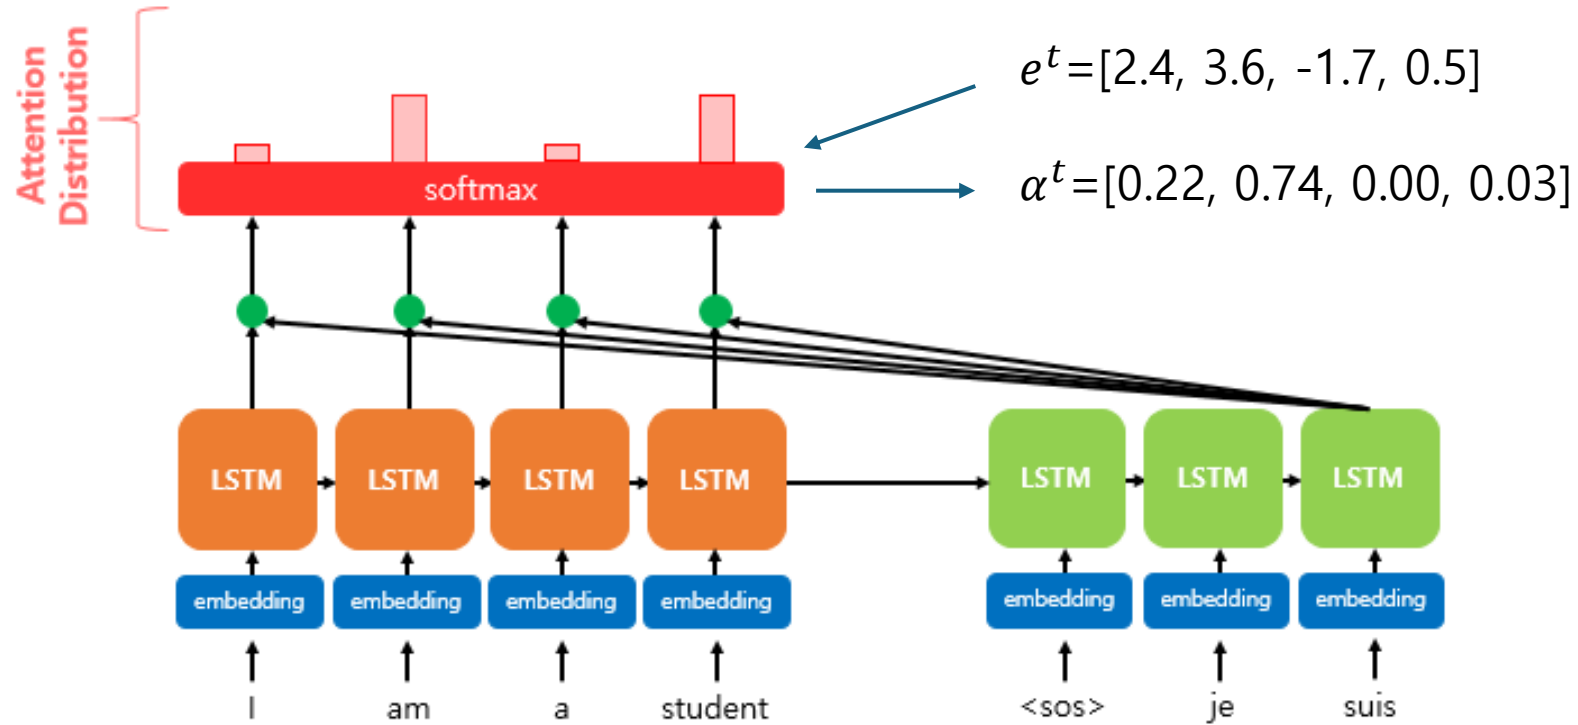 Attention
Distribution
e^t=[2.4, 3.6, -1.7, 0.5]
softmax
α^t=[0.22, 0.74, 0.00, 0.03]
LSTM LSTM LSTM LSTM LSTM LSTM LSTM
embedding embedding embedding embedding embedding embedding embedding
I am a student <sos> je suis